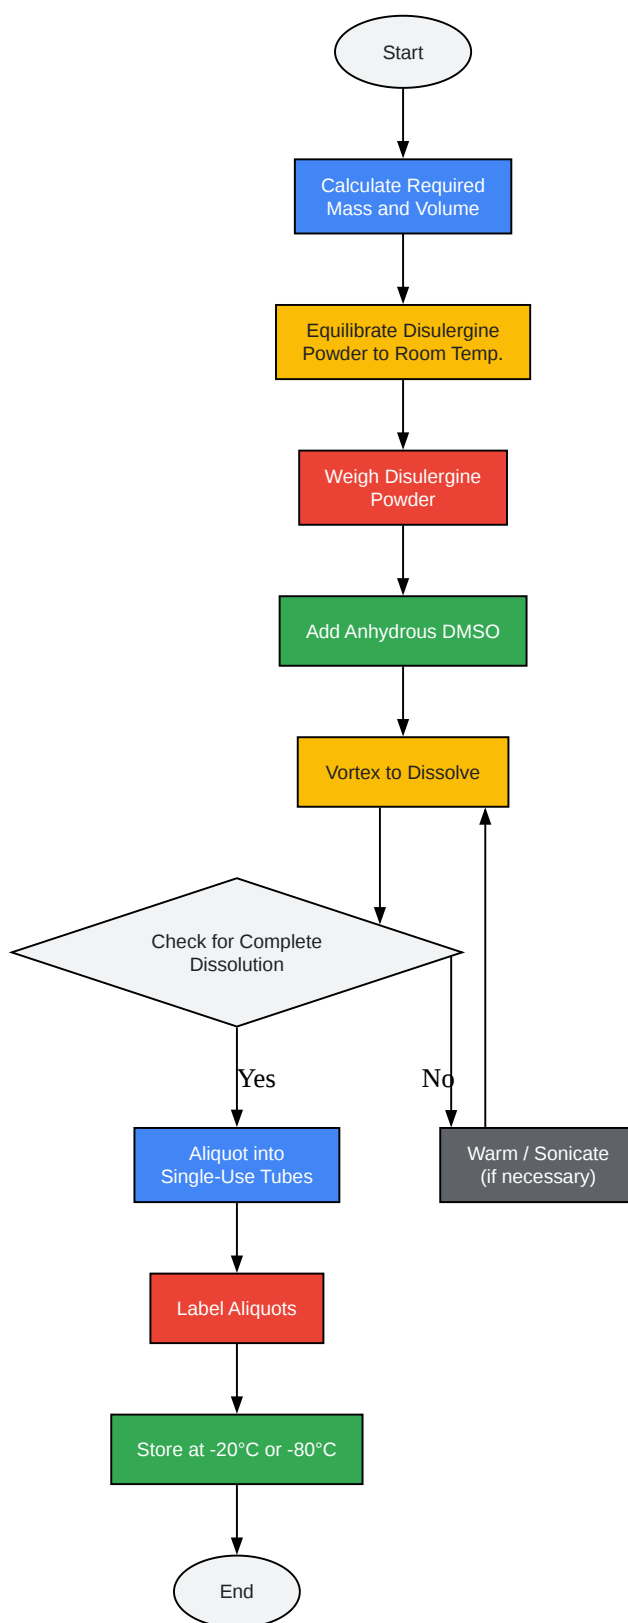 Start
Calculate Required
Mass and Volume
Equilibrate Disulergine
Powder to Room Temp.
Weigh Disulergine
Powder
Add Anhydrous DMSO
Vortex to Dissolve
Check for Complete
Dissolution
Yes
No
Aliquot into
Single-Use Tubes
Warm / Sonicate
(if necessary)
Label Aliquots
Store at -20°C or -80°C
End